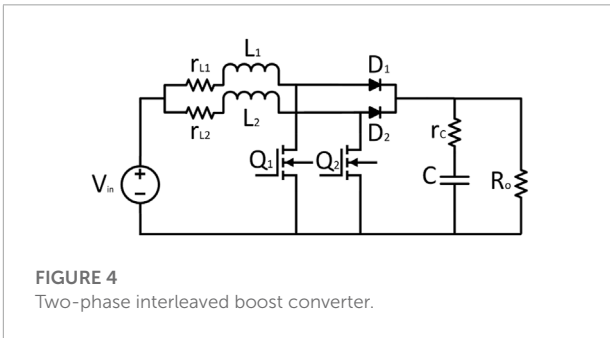 L1
D1
rL1
L2
rL2
D2
rC
Q1
Q2
Vin
+
−
C
Ro
FIGURE 4
Two-phase interleaved boost converter.